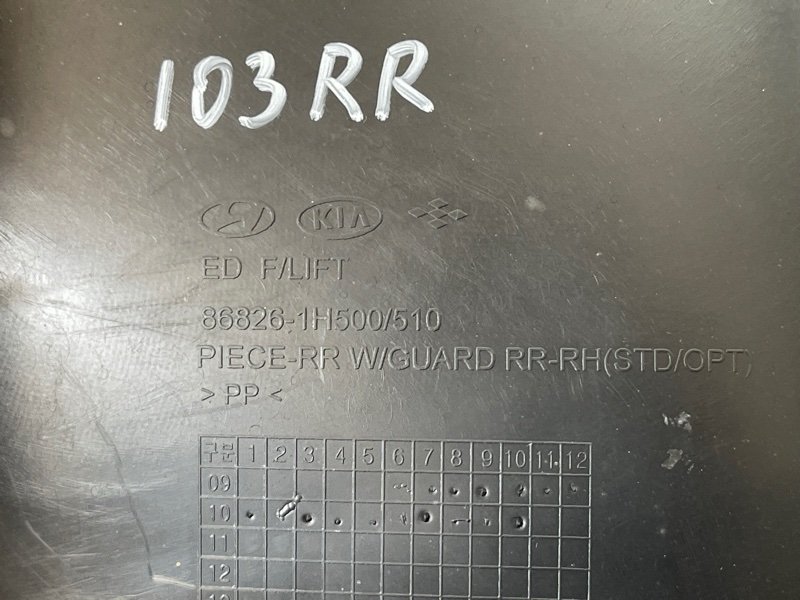 103RR
KIA
ED F/LIFT
86826-1H500/510
PIECE-RR W/GUARD RR-RH(STD/OPT)
> PP <
구분 1 2 3 4 5 6 7 8 9 10 11 12
09
10
11
12